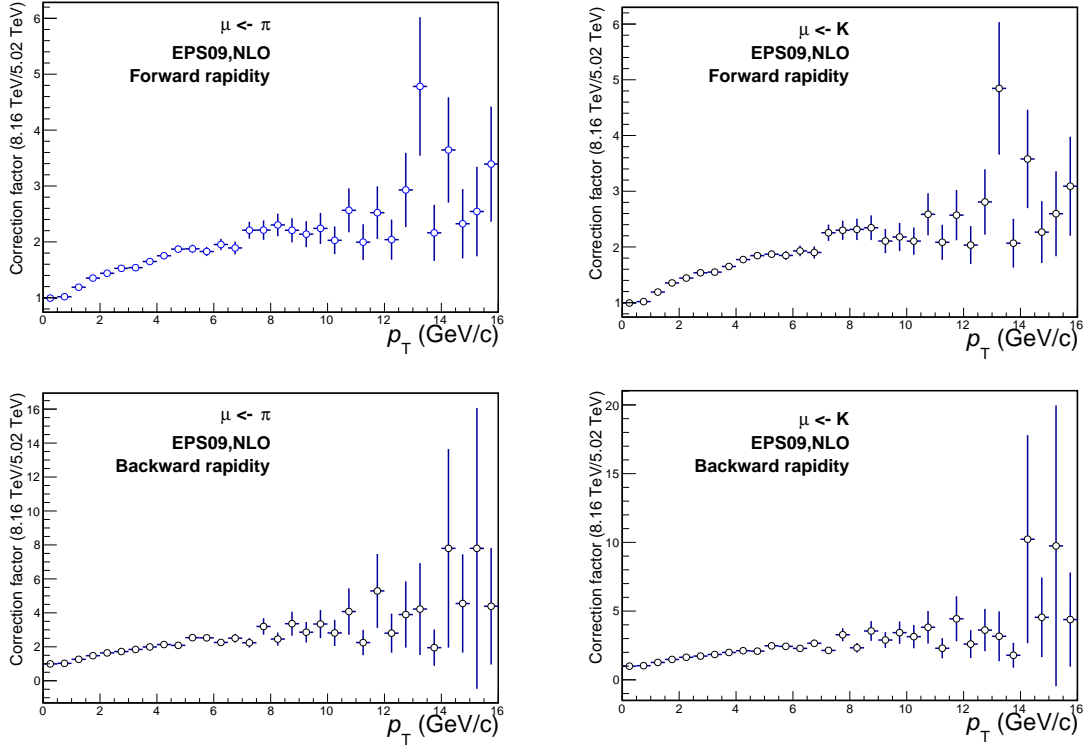 Correction factor (8.16 TeV/5.02 TeV)
μ <- π
EPS09,NLO
Forward rapidity
6
5
4
3
2
1
0 2 4 6 8 10 12 14 16
pT (GeV/c)
Correction factor (8.16 TeV/5.02 TeV)
μ <- K
EPS09,NLO
Forward rapidity
6
5
4
3
2
1
0 2 4 6 8 10 12 14 16
pT (GeV/c)
Correction factor (8.16 TeV/5.02 TeV)
μ <- π
EPS09,NLO
Backward rapidity
16
14
12
10
8
6
4
2
0
0 2 4 6 8 10 12 14 16
pT (GeV/c)
Correction factor (8.16 TeV/5.02 TeV)
μ <- K
EPS09,NLO
Backward rapidity
20
15
10
5
0
0 2 4 6 8 10 12 14 16
pT (GeV/c)